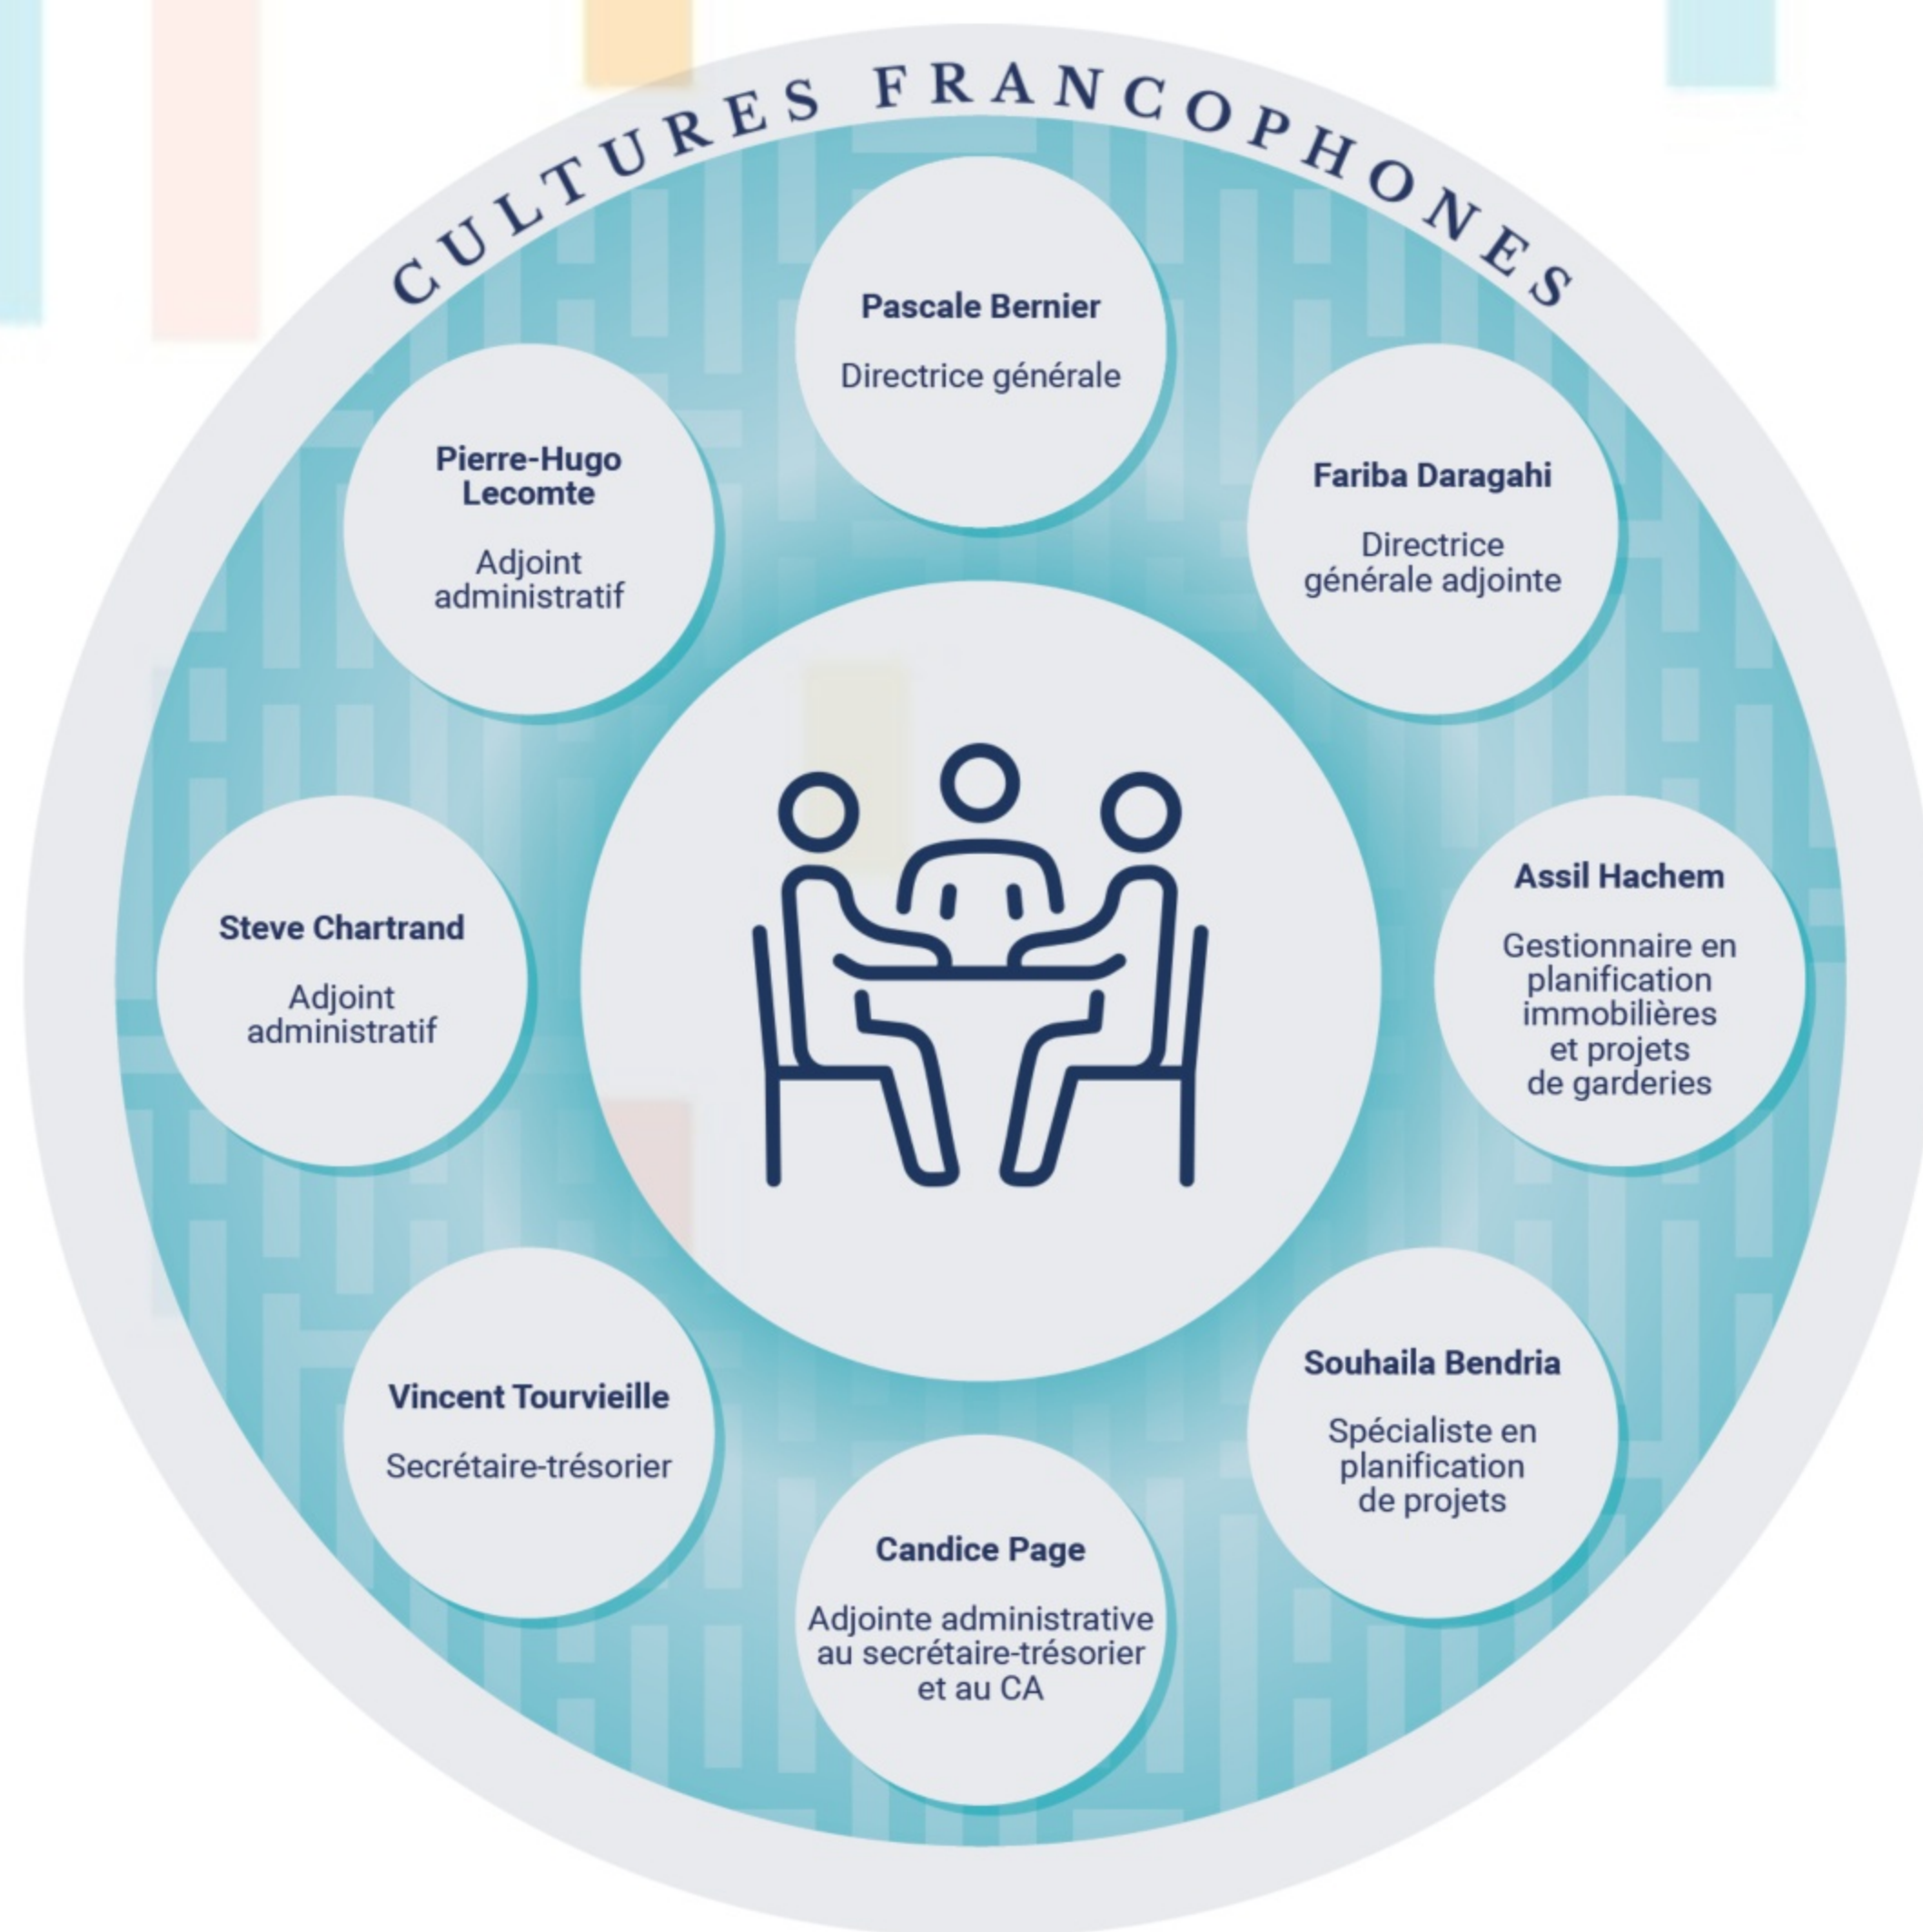 CULTURES FRANCOPHONES
Pascale Bernier
Directrice générale
Fariba Daragahi
Directrice
générale adjointe
Assil Hachem
Gestionnaire en
planification
immobilières
et projets
de garderies
Souhaila Bendria
Spécialiste en
planification
de projets
Candice Page
Adjointe administrative
au secrétaire-trésorier
et au CA
Vincent Tourvieille
Secrétaire-trésorier
Steve Chartrand
Adjoint
administratif
Pierre-Hugo
Lecomte
Adjoint
administratif